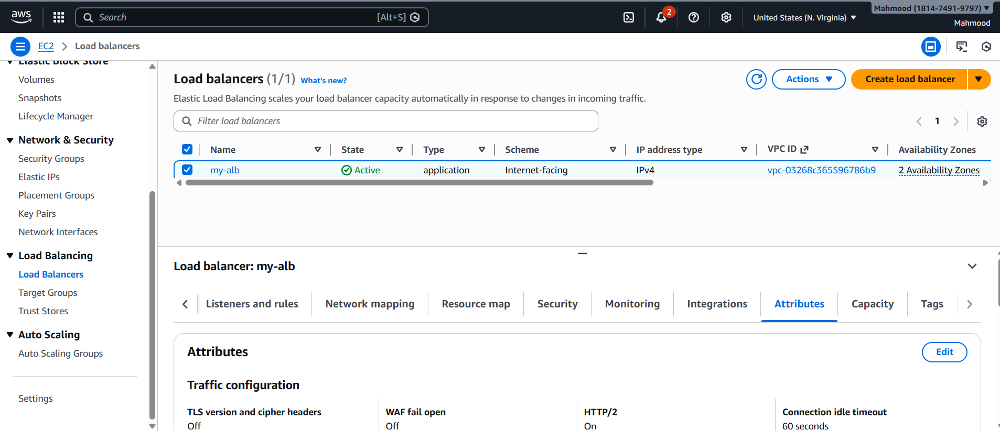 aws
Search
[Alt+S]
2
United States (N. Virginia)
Mahmood (1814-7491-9797)
Mahmood
EC2
Load balancers
Elastic Block Store
Volumes
Snapshots
Lifecycle Manager
Network & Security
Security Groups
Elastic IPs
Placement Groups
Key Pairs
Network Interfaces
Load Balancing
Load Balancers
Target Groups
Trust Stores
Auto Scaling
Auto Scaling Groups
Settings
Load balancers (1/1) What's new?
Actions
Create load balancer
Elastic Load Balancing scales your load balancer capacity automatically in response to changes in incoming traffic.
Filter load balancers
1
Name State Type Scheme IP address type VPC ID Availability Zones
my-alb Active application Internet-facing IPv4 vpc-03268c365596786b9 2 Availability Zones
Load balancer: my-alb
Listeners and rules Network mapping Resource map Security Monitoring Integrations Attributes Capacity Tags
Attributes
Edit
Traffic configuration
TLS version and cipher headers WAF fail open HTTP/2 Connection idle timeout
Off Off On 60 seconds